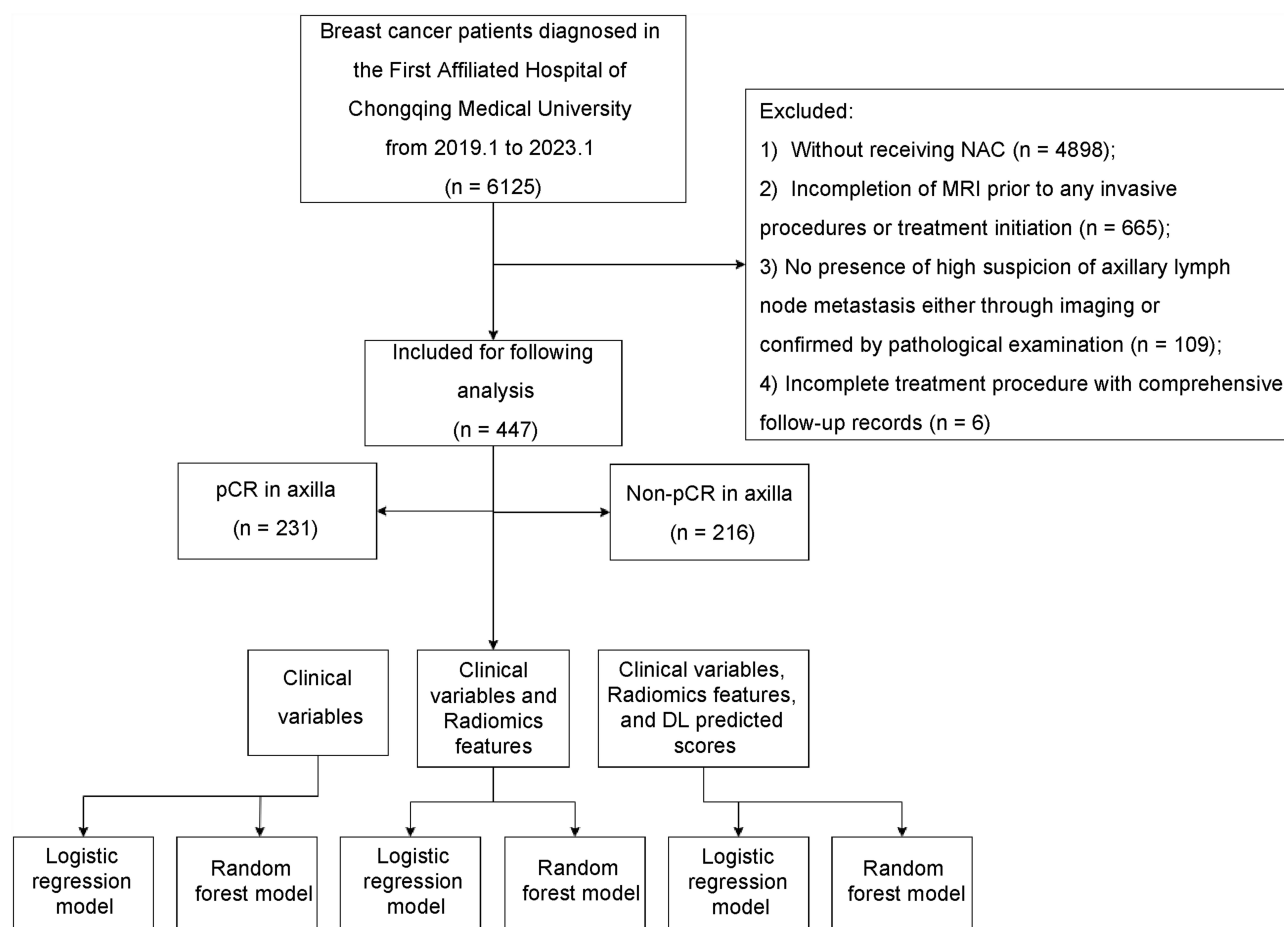 Breast cancer patients diagnosed in
the First Affiliated Hospital of
Chongqing Medical University
from 2019.1 to 2023.1
(n = 6125)
Excluded:
1) Without receiving NAC (n = 4898);
2) Incompletion of MRI prior to any invasive
procedures or treatment initiation (n = 665);
3) No presence of high suspicion of axillary lymph
node metastasis either through imaging or
confirmed by pathological examination (n = 109);
4) Incomplete treatment procedure with comprehensive
follow-up records (n = 6)
Included for following
analysis
(n = 447)
pCR in axilla
(n = 231)
Non-pCR in axilla
(n = 216)
Clinical
variables
Clinical
variables and
Radiomics
features
Clinical variables,
Radiomics features,
and DL predicted
scores
Logistic
regression
model
Random
forest model
Logistic
regression
model
Random
forest model
Logistic
regression
model
Random
forest model